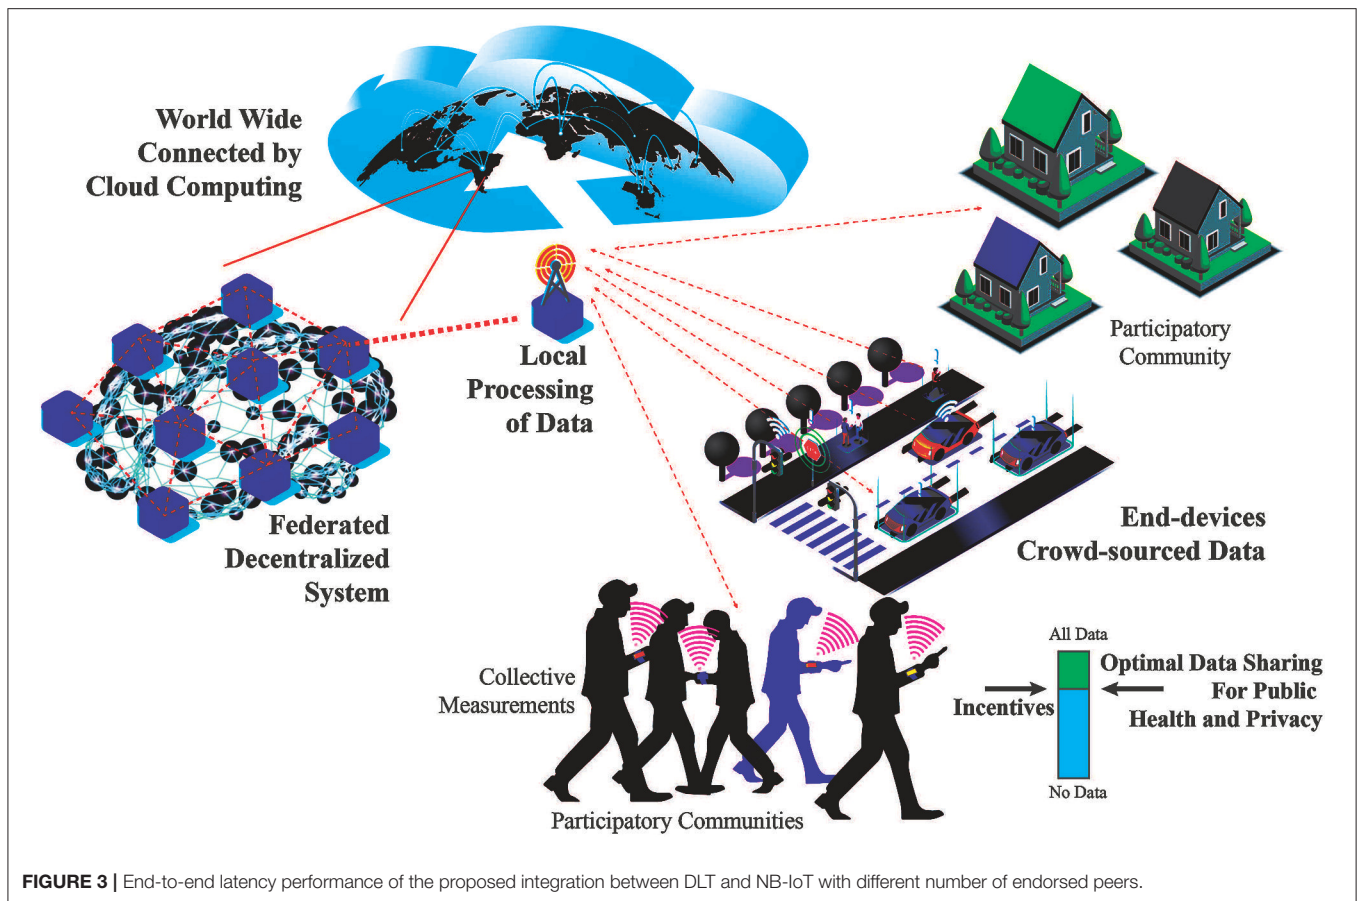 World Wide
Connected by
Cloud Computing
Participatory
Community
Local
Processing
of Data
Federated
Decentralized
System
End-devices
Crowd-sourced Data
Collective
Measurements
Participatory Communities
All Data
Incentives
No Data
Optimal Data Sharing
For Public
Health and Privacy
FIGURE 3 | End-to-end latency performance of the proposed integration between DLT and NB-IoT with different number of endorsed peers.